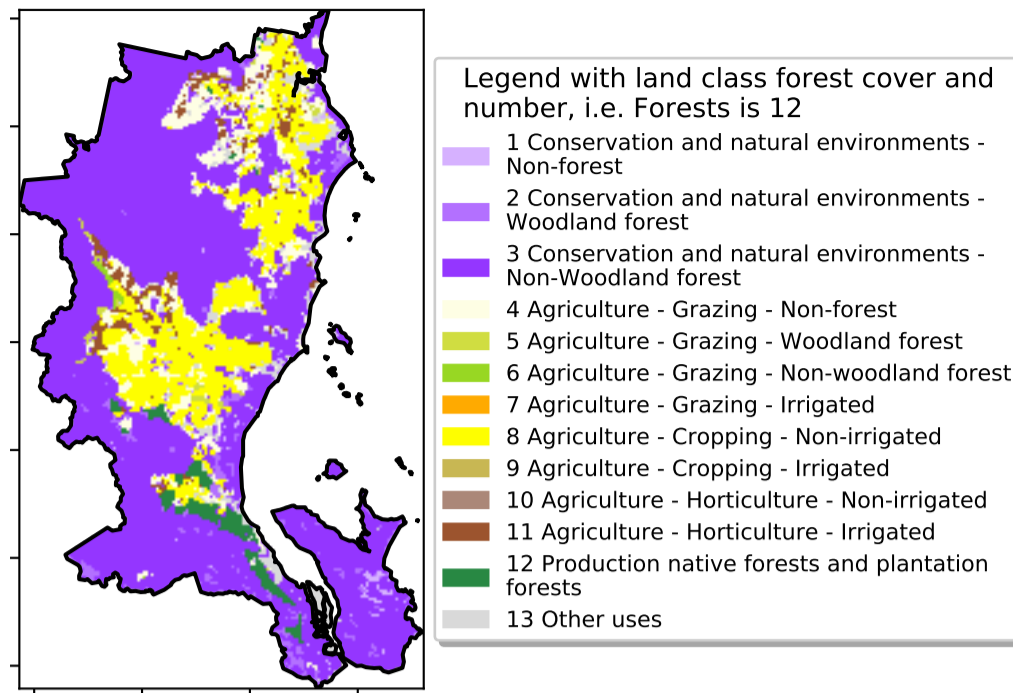 Legend with land class forest cover and
number, i.e. Forests is 12
1 Conservation and natural environments -
Non-forest
2 Conservation and natural environments -
Woodland forest
3 Conservation and natural environments -
Non-Woodland forest
4 Agriculture - Grazing - Non-forest
5 Agriculture - Grazing - Woodland forest
6 Agriculture - Grazing - Non-woodland forest
7 Agriculture - Grazing - Irrigated
8 Agriculture - Cropping - Non-irrigated
9 Agriculture - Cropping - Irrigated
10 Agriculture - Horticulture - Non-irrigated
11 Agriculture - Horticulture - Irrigated
12 Production native forests and plantation
forests
13 Other uses